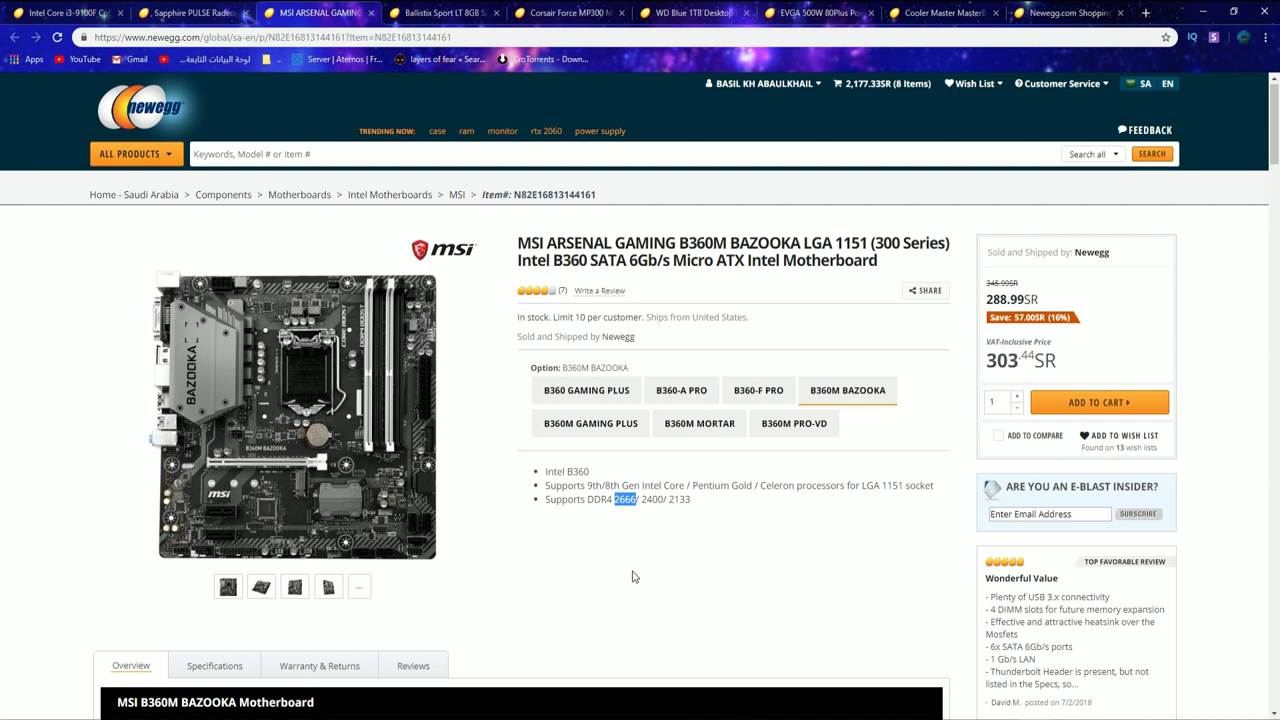 Intel Core i3-9100F Co
, Sapphire PULSE Radeo
MSI ARSENAL GAMING
Ballistix Sport LT 8GB S
Corsair Force MP300 M
WD Blue 1TB Desktop
EVGA 500W 80Plus Po
Cooler Master Master
Newegg.com Shopping
https://www.newegg.com/global/sa-en/p/N82E16813144161?Item=N82E16813144161
Apps
YouTube
Gmail
لوحة البيانات التابعة...
Server | Aternos | Fr...
layers of fear « Sear...
CroTorrents - Down...
newegg
BASIL KH ABAULKHAIL
2,177.33SR (8 Items)
Wish List
Customer Service
SA
EN
TRENDING NOW: case ram monitor rtx 2060 power supply
FEEDBACK
ALL PRODUCTS
Keywords, Model # or Item #
Search all
SEARCH
Home - Saudi Arabia > Components > Motherboards > Intel Motherboards > MSI > Item#: N82E16813144161
msi
BAZOOKA
B360M BAZOOKA
msi
MSI ARSENAL GAMING B360M BAZOOKA LGA 1151 (300 Series)
Intel B360 SATA 6Gb/s Micro ATX Intel Motherboard
(7) Write a Review
SHARE
In stock. Limit 10 per customer. Ships from United States.
Sold and Shipped by Newegg
Option: B360M BAZOOKA
B360 GAMING PLUS
B360-A PRO
B360-F PRO
B360M BAZOOKA
B360M GAMING PLUS
B360M MORTAR
B360M PRO-VD
• Intel B360
• Supports 9th/8th Gen Intel Core / Pentium Gold / Celeron processors for LGA 1151 socket
• Supports DDR4 2666/ 2400/ 2133
...
Sold and Shipped by: Newegg
345.99SR
288.99SR
Save: 57.00SR (16%)
VAT-Inclusive Price
303.44SR
1
+
-
ADD TO CART
ADD TO COMPARE
ADD TO WISH LIST
Found on 13 wish lists
ARE YOU AN E-BLAST INSIDER?
Enter Email Address
SUBSCRIBE
TOP FAVORABLE REVIEW
Wonderful Value
- Plenty of USB 3.x connectivity
- 4 DIMM slots for future memory expansion
- Effective and attractive heatsink over the
Mosfets
- 6x SATA 6Gb/s ports
- 1 Gb/s LAN
- Thunderbolt Header is present, but not
listed in the Specs, so...
- David M. posted on 7/2/2018
Overview
Specifications
Warranty & Returns
Reviews
MSI B360M BAZOOKA Motherboard